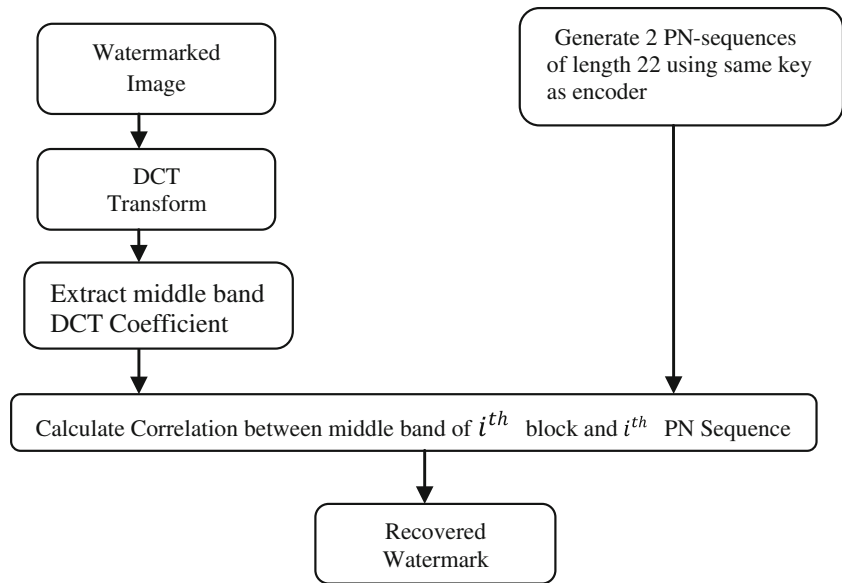 Watermarked
Image
Generate 2 PN-sequences
of length 22 using same key
as encoder
DCT
Transform
Extract middle band
DCT Coefficient
Calculate Correlation between middle band of i^{th} block and i^{th} PN Sequence
Recovered
Watermark